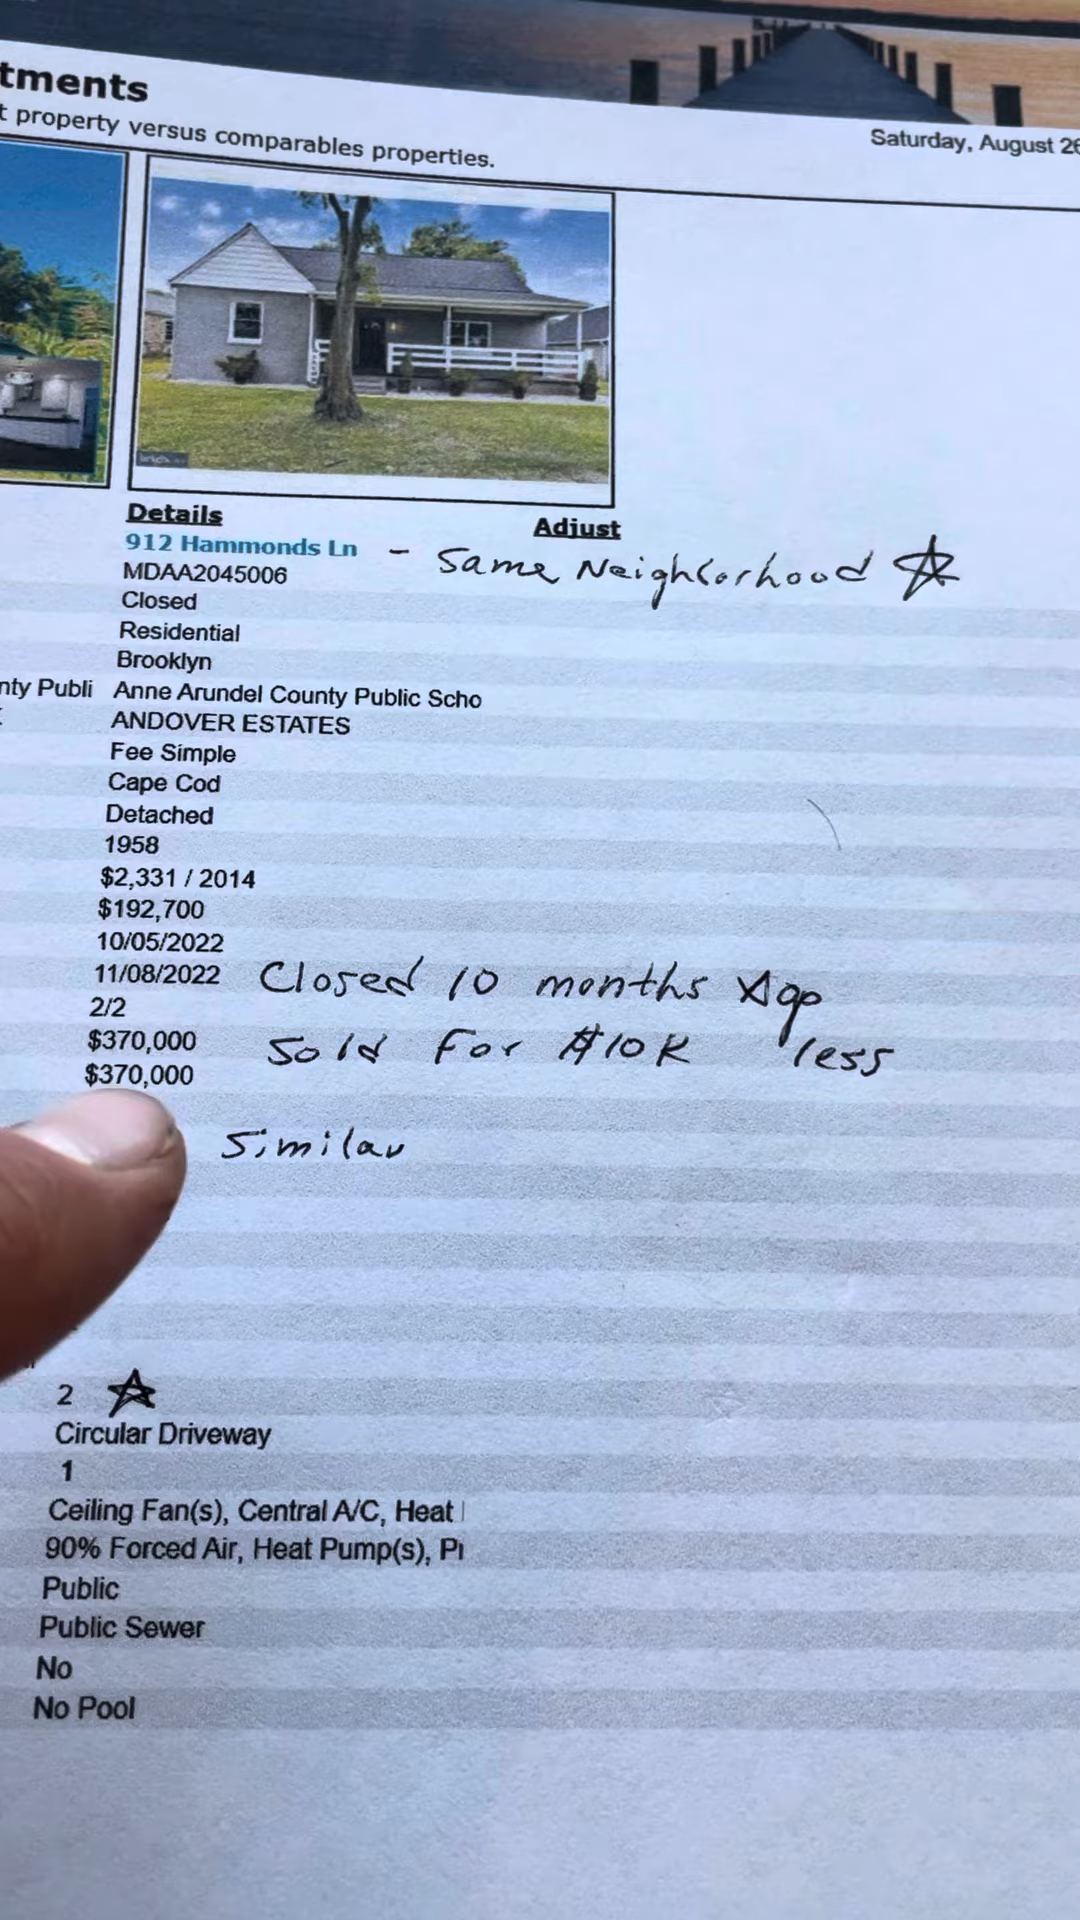 tments
t property versus comparables properties.
Saturday, August 26
Details
Adjust
912 Hammonds Ln - Same Neighborhood
MDAA2045006
Closed
Residential
Brooklyn
nty Publi Anne Arundel County Public Scho
ANDOVER ESTATES
Fee Simple
Cape Cod
Detached
1958
$2,331 / 2014
$192,700
10/05/2022
11/08/2022 Closed 10 months Ago
2/2
$370,000 Sold For $10K less
$370,000
Similar
2
Circular Driveway
1
Ceiling Fan(s), Central A/C, Heat
90% Forced Air, Heat Pump(s), Pr
Public
Public Sewer
No
No Pool